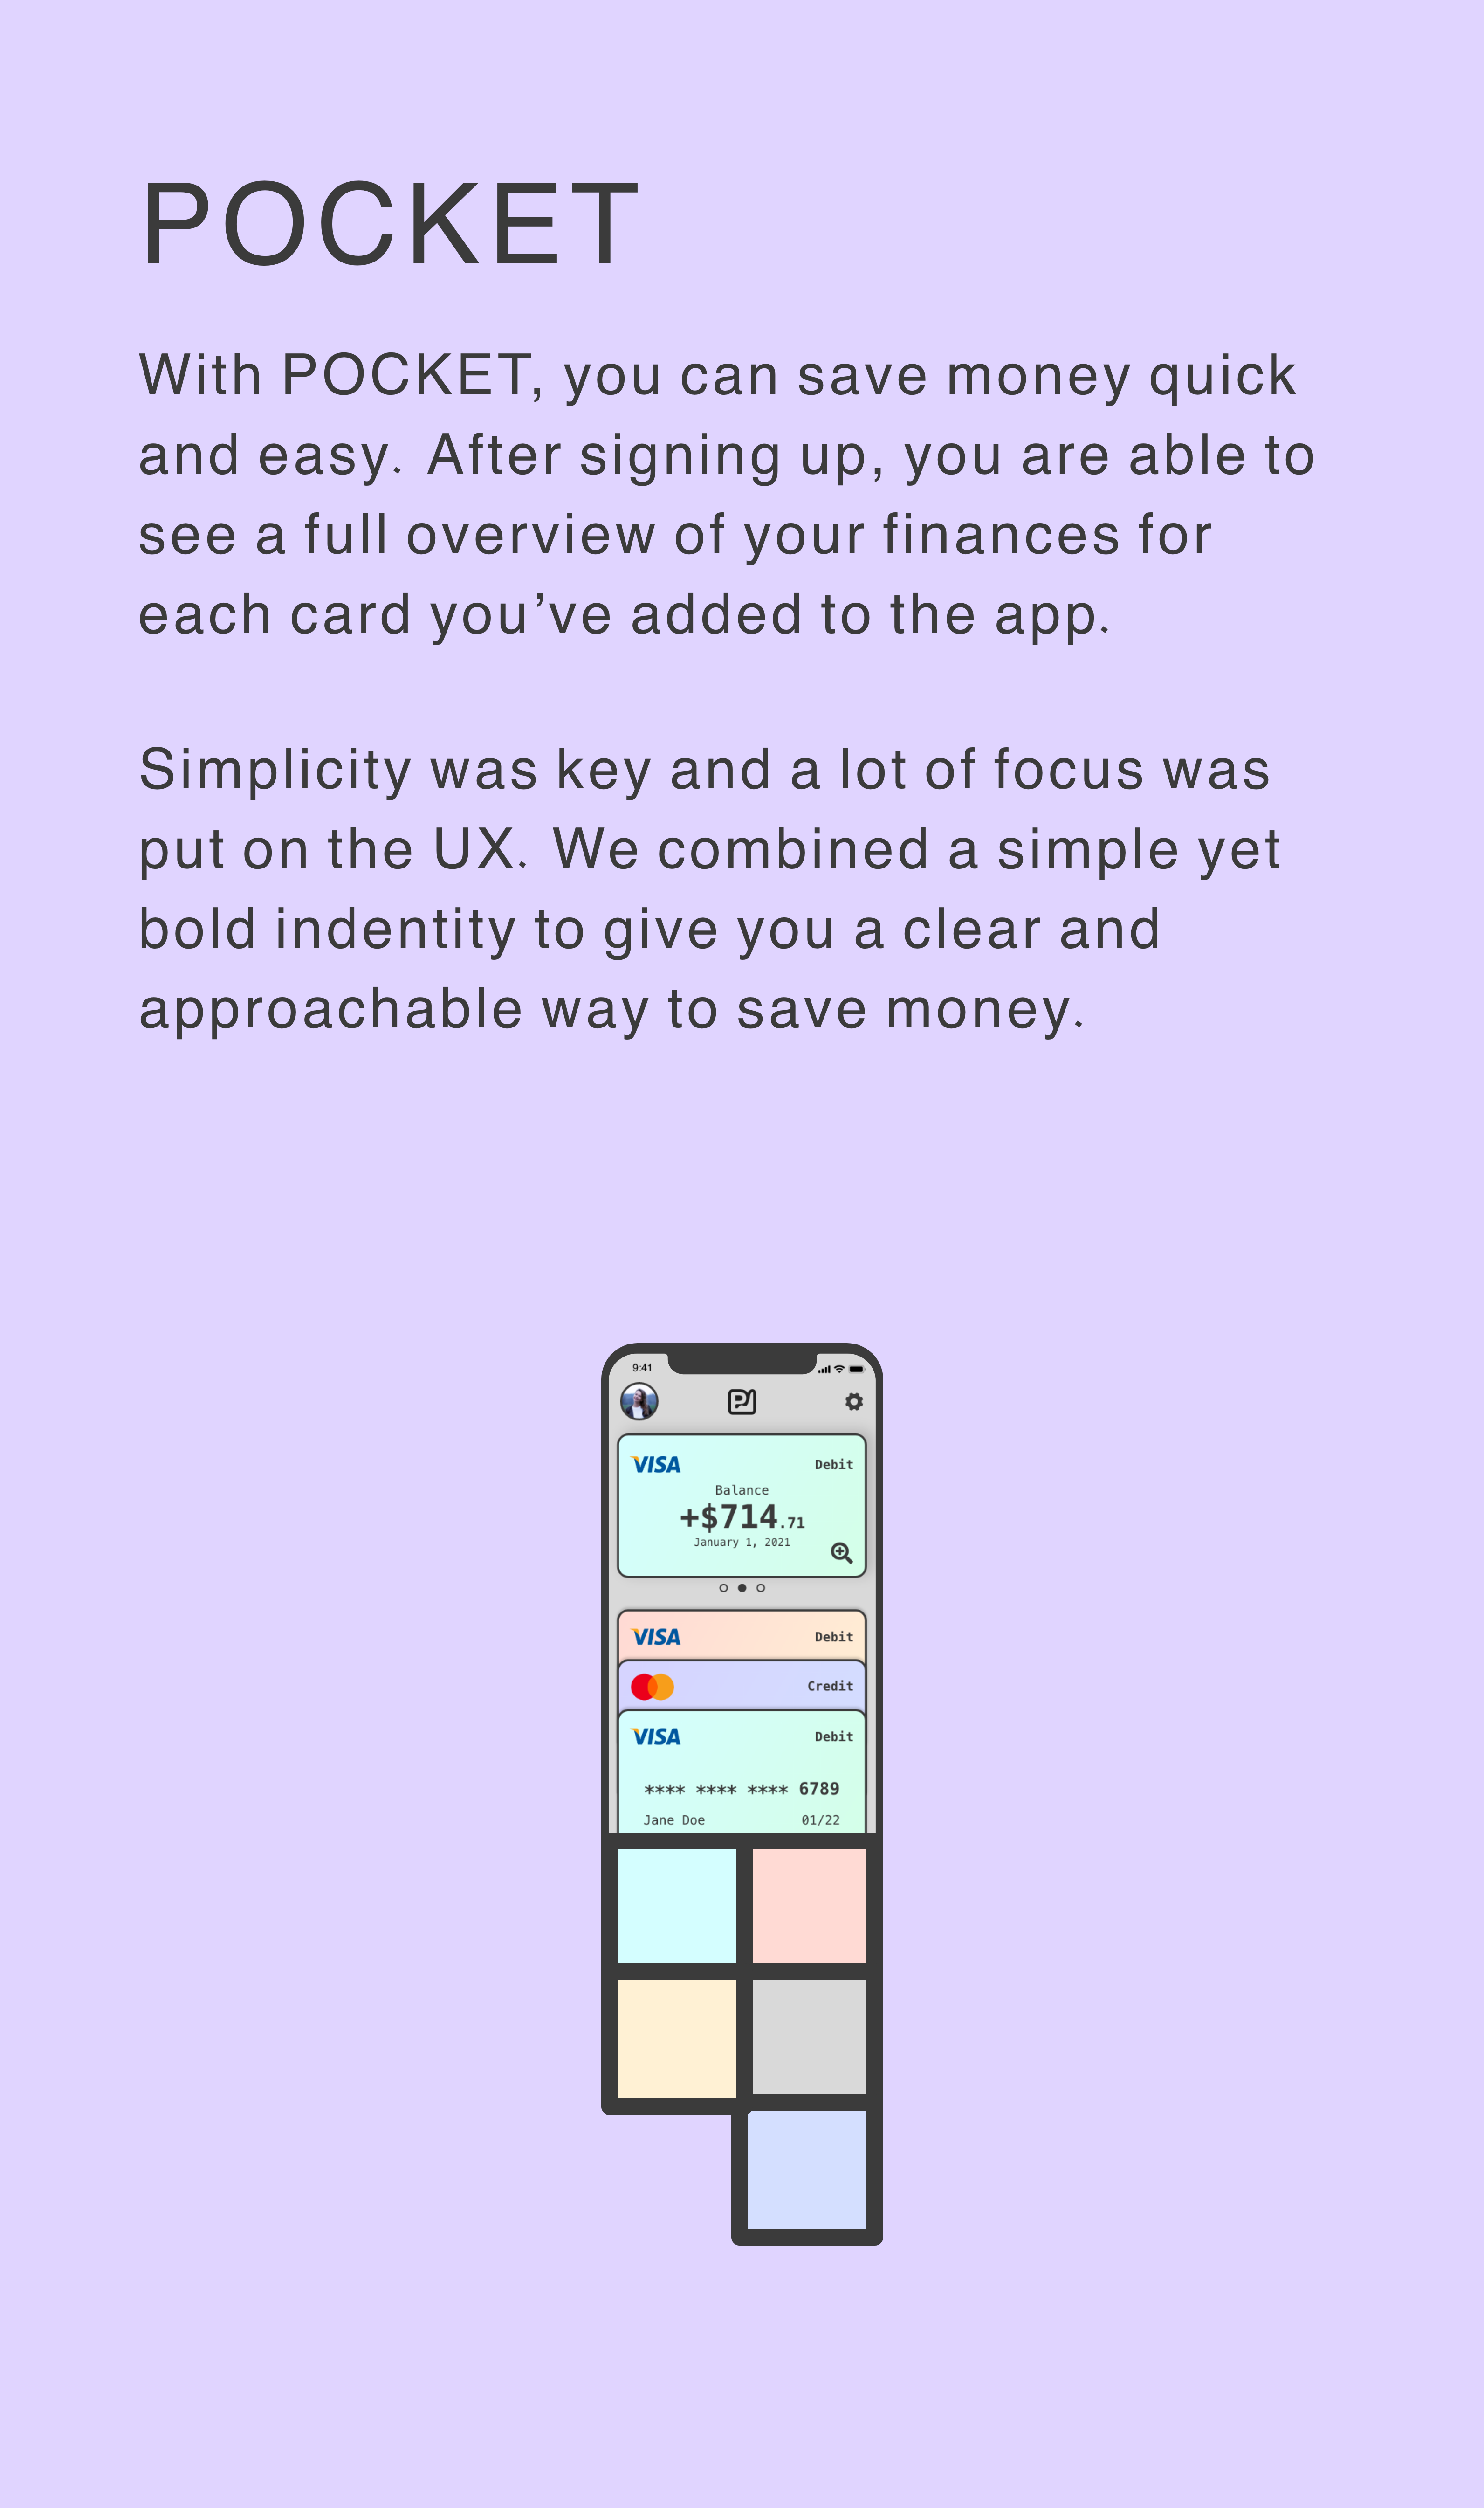 POCKET
With POCKET, you can save money quick
and easy. After signing up, you are able to
see a full overview of your finances for
each card you’ve added to the app.
Simplicity was key and a lot of focus was
put on the UX. We combined a simple yet
bold indentity to give you a clear and
approachable way to save money.
9:41
VISA Debit
Balance
+$714.71
January 1, 2021
VISA Debit
Credit
VISA Debit
**** **** **** 6789
Jane Doe 01/22